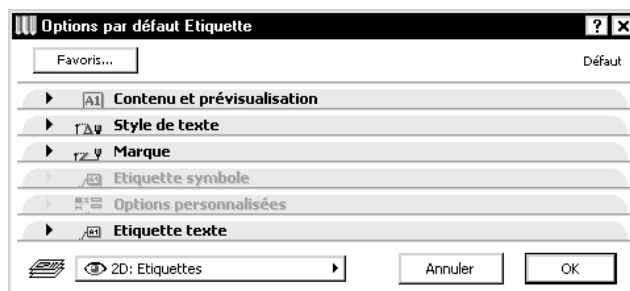 Options par défaut Etiquette
Favoris...
Défaut
A1 Contenu et prévisualisation
Style de texte
Marque
Etiquette symbole
Options personnalisées
Etiquette texte
2D: Etiquettes
Annuler
OK